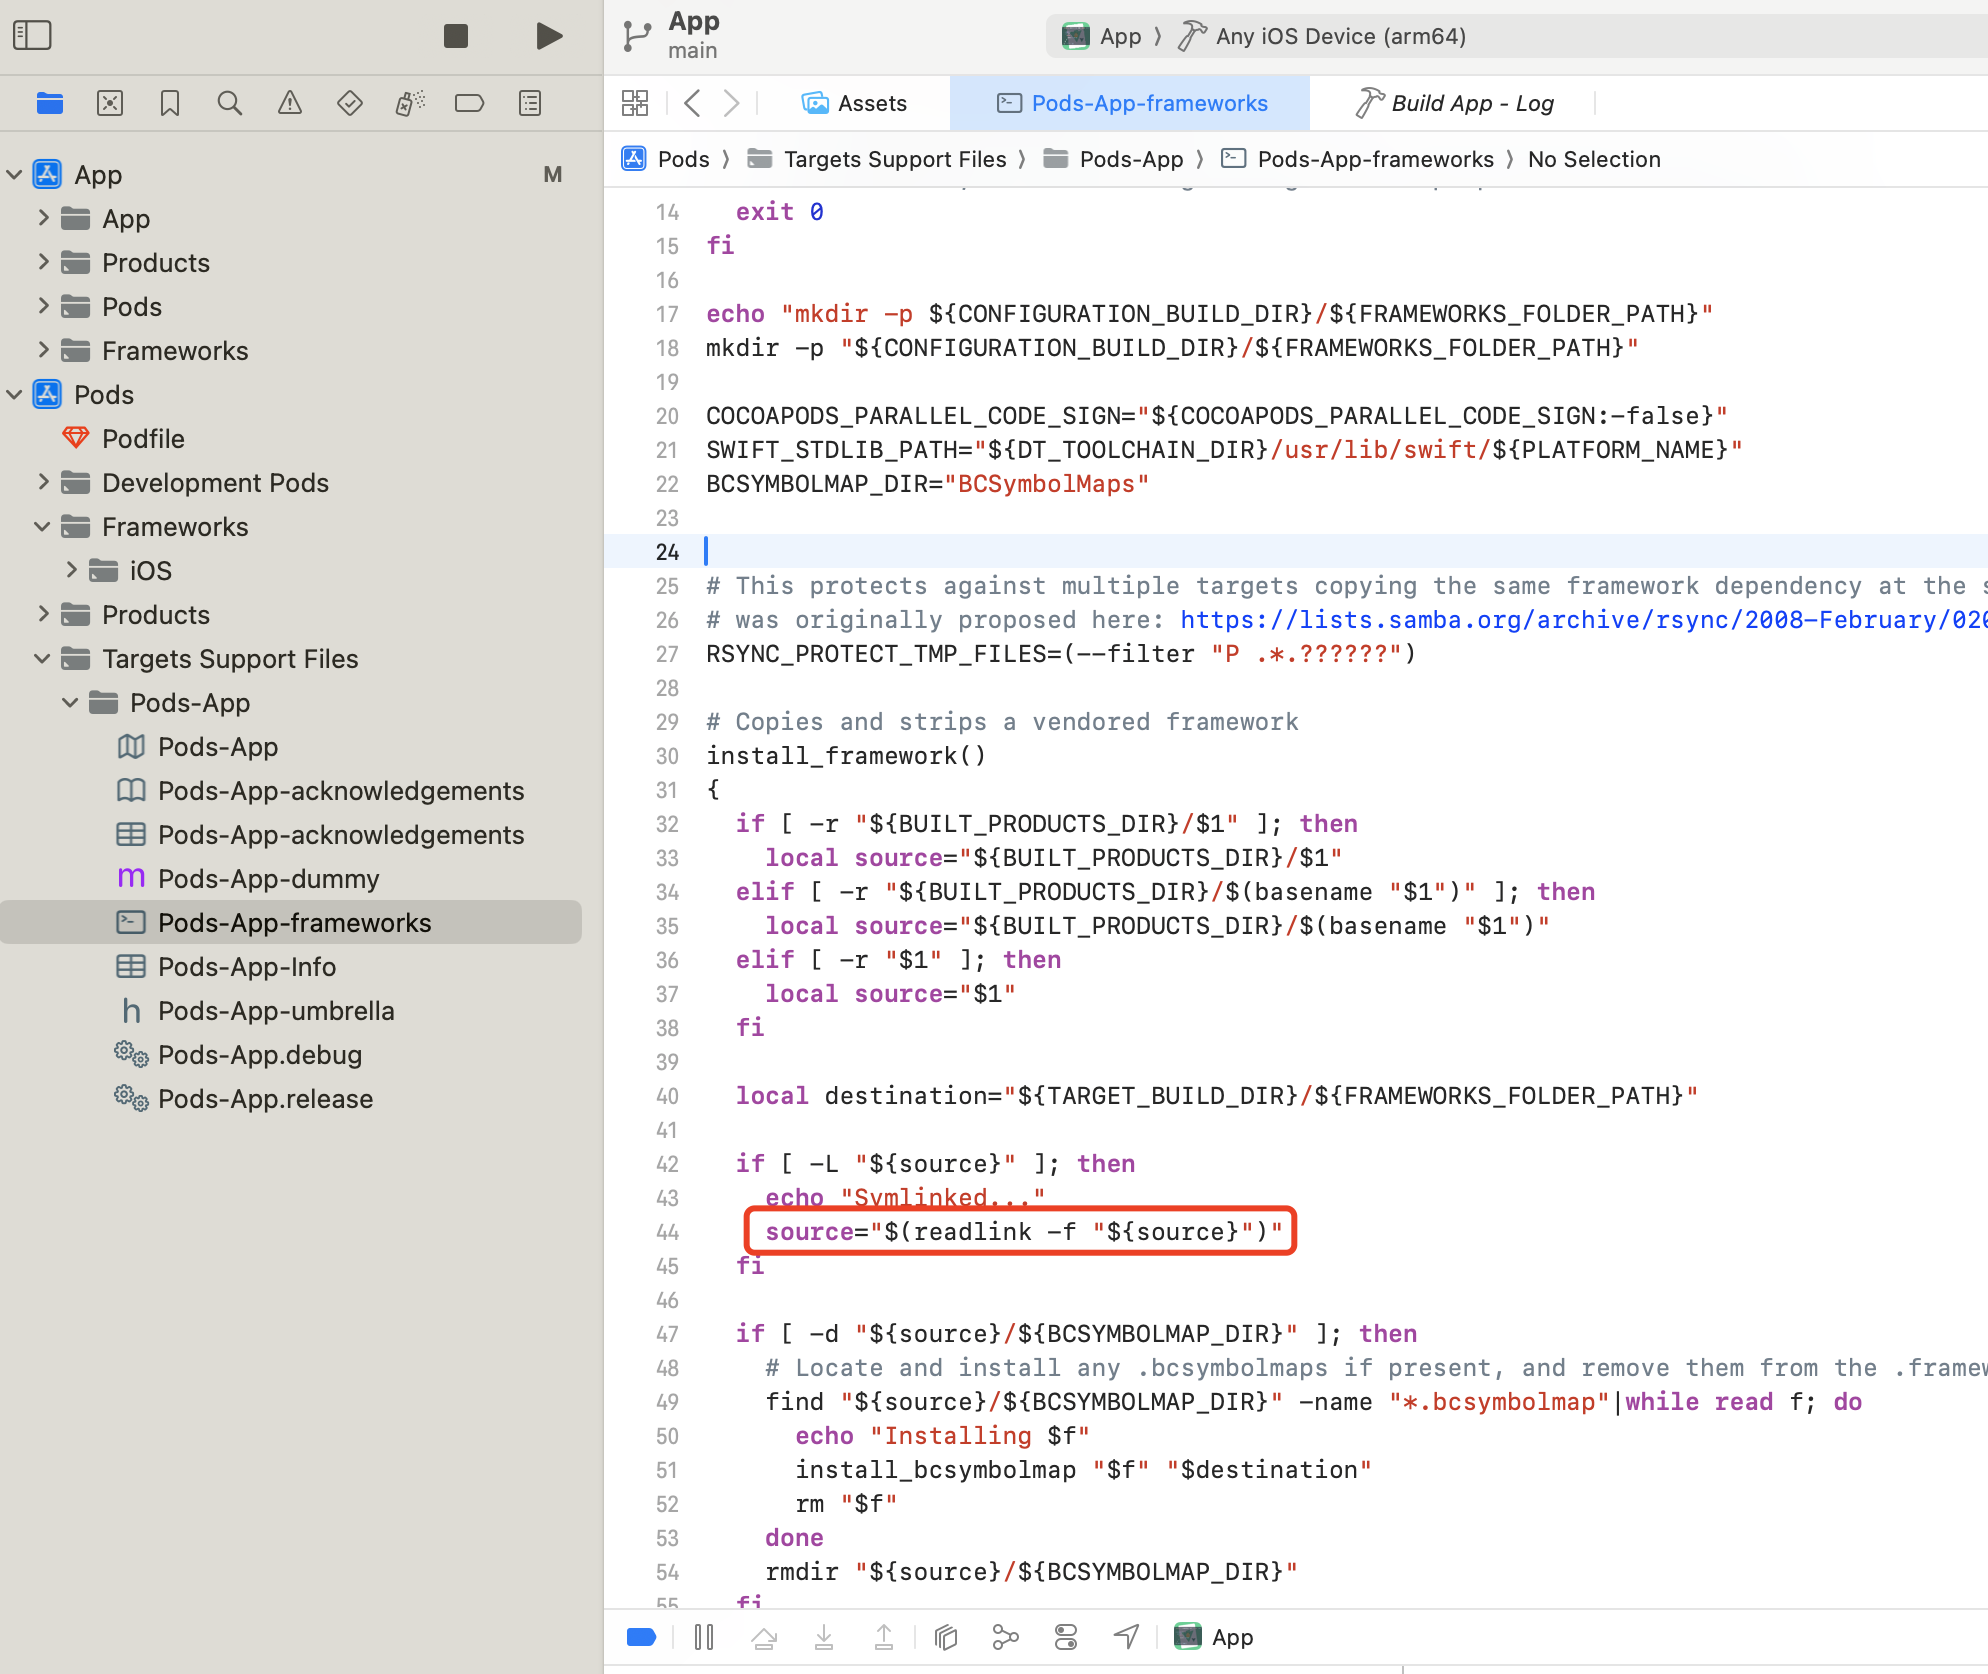 App
main
App
Any iOS Device (arm64)
Assets
Pods-App-frameworks
Build App - Log
Pods
Targets Support Files
Pods-App
Pods-App-frameworks
No Selection
App
M
App
Products
Pods
Frameworks
Pods
Podfile
Development Pods
Frameworks
iOS
Products
Targets Support Files
Pods-App
Pods-App
Pods-App-acknowledgements
Pods-App-acknowledgements
m Pods-App-dummy
Pods-App-frameworks
Pods-App-Info
h Pods-App-umbrella
Pods-App.debug
Pods-App.release
14 exit 0
15 fi
16
17 echo "mkdir -p ${CONFIGURATION_BUILD_DIR}/${FRAMEWORKS_FOLDER_PATH}"
18 mkdir -p "${CONFIGURATION_BUILD_DIR}/${FRAMEWORKS_FOLDER_PATH}"
19
20 COCOAPODS_PARALLEL_CODE_SIGN="${COCOAPODS_PARALLEL_CODE_SIGN:-false}"
21 SWIFT_STDLIB_PATH="${DT_TOOLCHAIN_DIR}/usr/lib/swift/${PLATFORM_NAME}"
22 BCSYMBOLMAP_DIR="BCSymbolMaps"
23
24
25 # This protects against multiple targets copying the same framework dependency at the
26 # was originally proposed here: https://lists.samba.org/archive/rsync/2008-February/020
27 RSYNC_PROTECT_TMP_FILES=(--filter "P .*.??????")
28
29 # Copies and strips a vendored framework
30 install_framework()
31 {
32 if [ -r "${BUILT_PRODUCTS_DIR}/$1" ]; then
33 local source="${BUILT_PRODUCTS_DIR}/$1"
34 elif [ -r "${BUILT_PRODUCTS_DIR}/$(basename "$1")" ]; then
35 local source="${BUILT_PRODUCTS_DIR}/$(basename "$1")"
36 elif [ -r "$1" ]; then
37 local source="$1"
38 fi
39
40 local destination="${TARGET_BUILD_DIR}/${FRAMEWORKS_FOLDER_PATH}"
41
42 if [ -L "${source}" ]; then
43 echo "Symlinked..."
44 source="$(readlink -f "${source}")"
45 fi
46
47 if [ -d "${source}/${BCSYMBOLMAP_DIR}" ]; then
48 # Locate and install any .bcsymbolmaps if present, and remove them from the .framew
49 find "${source}/${BCSYMBOLMAP_DIR}" -name "*.bcsymbolmap"|while read f; do
50 echo "Installing $f"
51 install_bcsymbolmap "$f" "$destination"
52 rm "$f"
53 done
54 rmdir "${source}/${BCSYMBOLMAP_DIR}"
55 fi
App